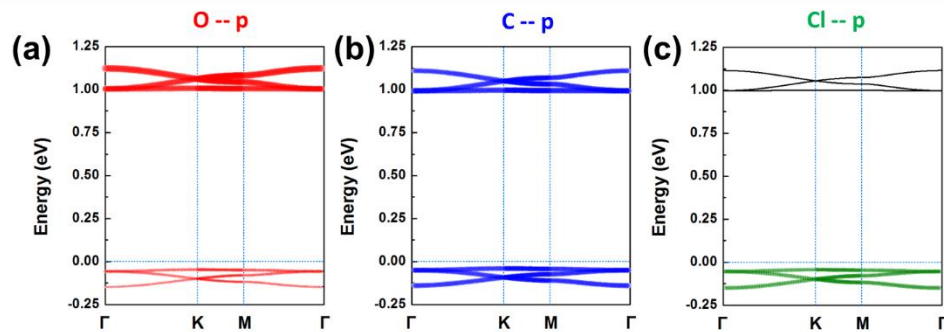 O -- p
C -- p
Cl -- p
(a)
(b)
(c)
1.25
1.00
0.75
0.50
0.25
0.00
-0.25
Energy (eV)
Γ K M Γ
1.25
1.00
0.75
0.50
0.25
0.00
-0.25
Energy (eV)
Γ K M Γ
1.25
1.00
0.75
0.50
0.25
0.00
-0.25
Energy (eV)
Γ K M Γ